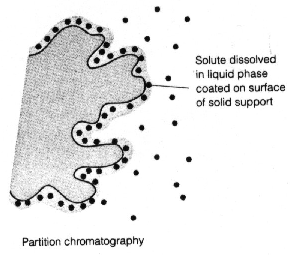 Solute dissolved
in liquid phase
coated on surface
of solid support
Partition chromatography